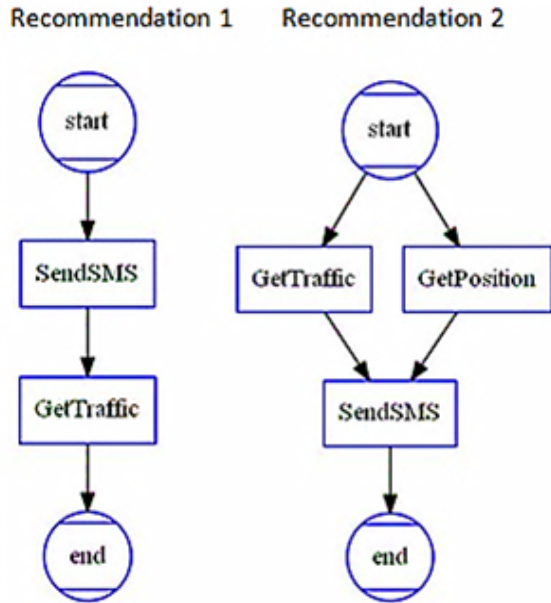 Recommendation 1
start
SendSMS
GetTraffic
end
Recommendation 2
start
GetTraffic
GetPosition
SendSMS
end